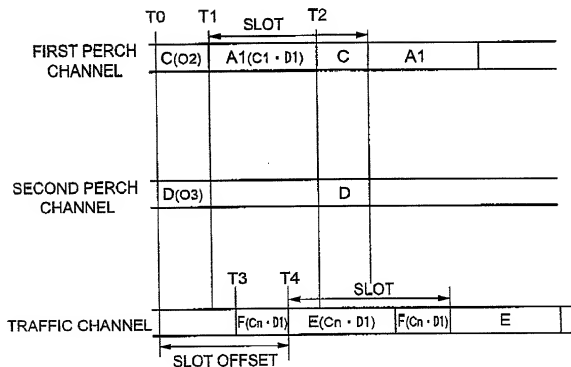 T0 T1 SLOT T2
FIRST PERCH CHANNEL
C(O2) A1(C1・D1) C A1
SECOND PERCH CHANNEL
D(O3) D
T3 T4 SLOT
TRAFFIC CHANNEL
F(Cn・D1) E(Cn・D1) F(Cn・D1) E
SLOT OFFSET